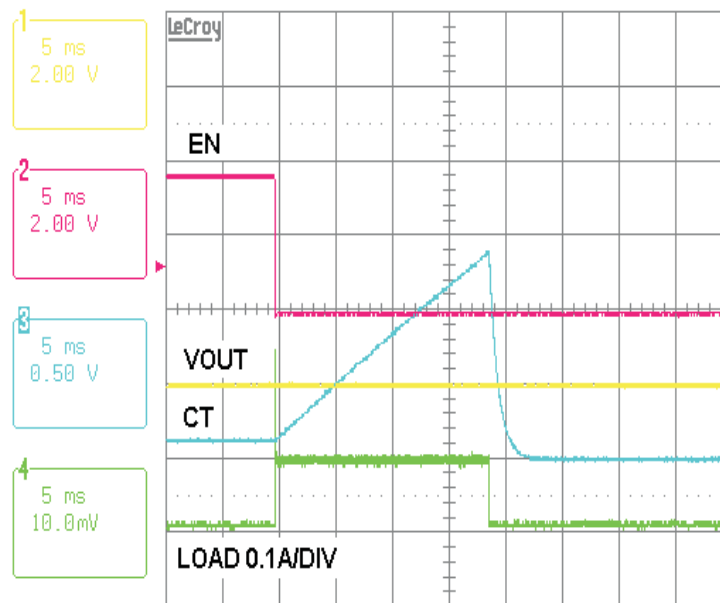 LeCroy
1
5 ms
2.00 V
EN
2
5 ms
2.00 V
3
5 ms
0.50 V
VOUT
CT
4
5 ms
10.0mV
LOAD 0.1A/DIV